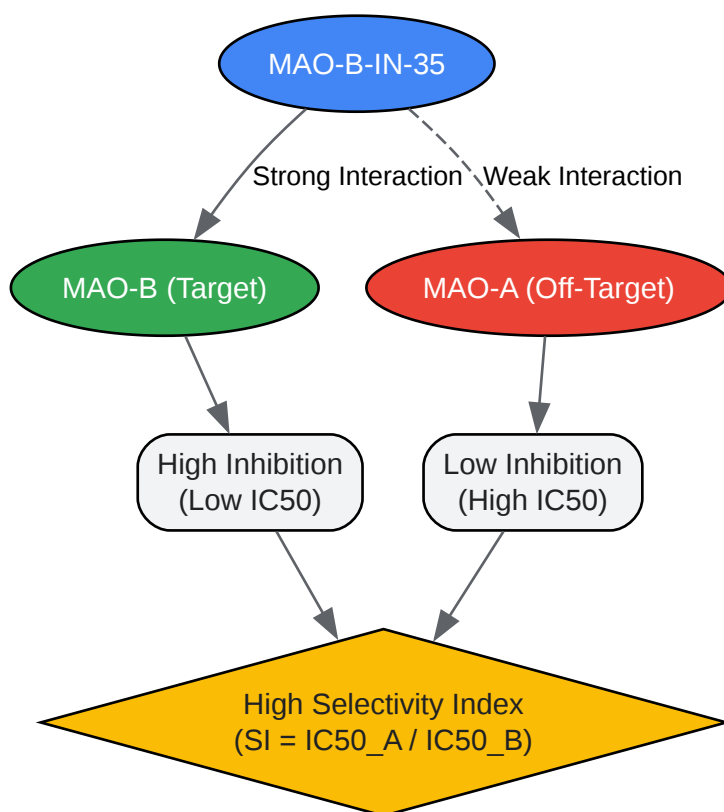 MAO-B-IN-35
Strong Interaction
Weak Interaction
MAO-B (Target)
MAO-A (Off-Target)
High Inhibition
(Low IC50)
Low Inhibition
(High IC50)
High Selectivity Index
(SI = IC50_A / IC50_B)